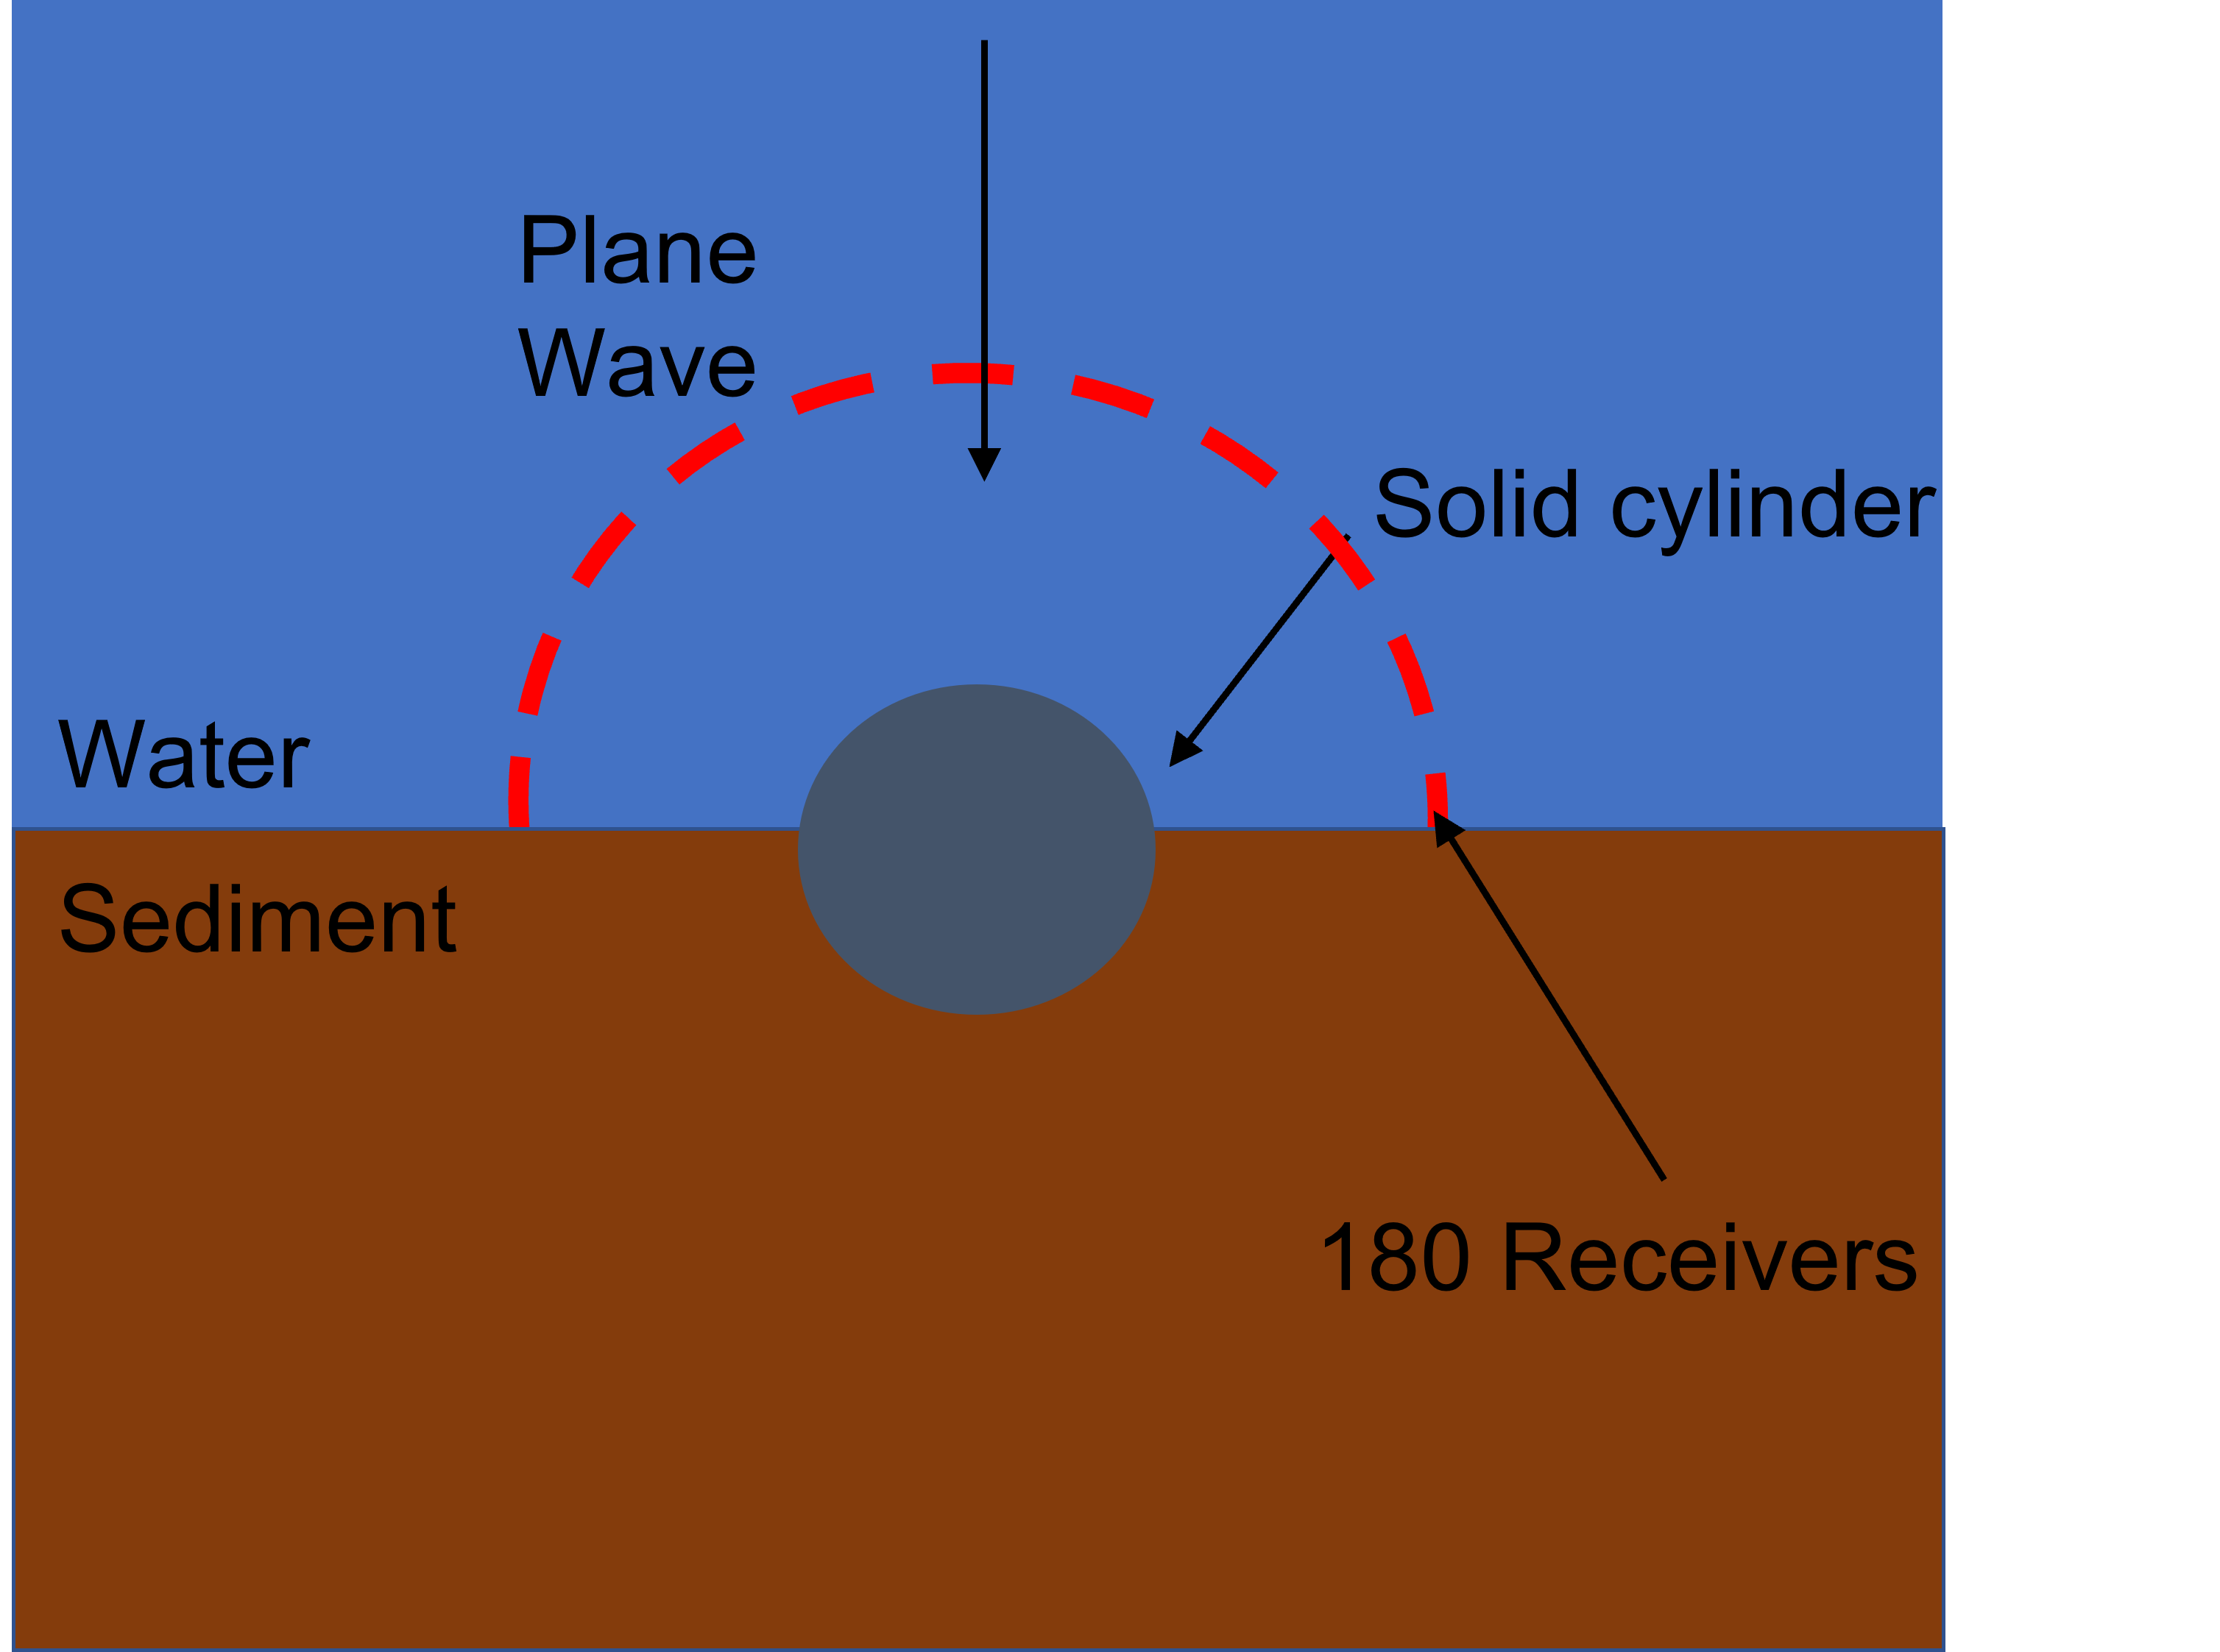 Plane
Wave
Solid cylinder
Water
Sediment
180 Receivers